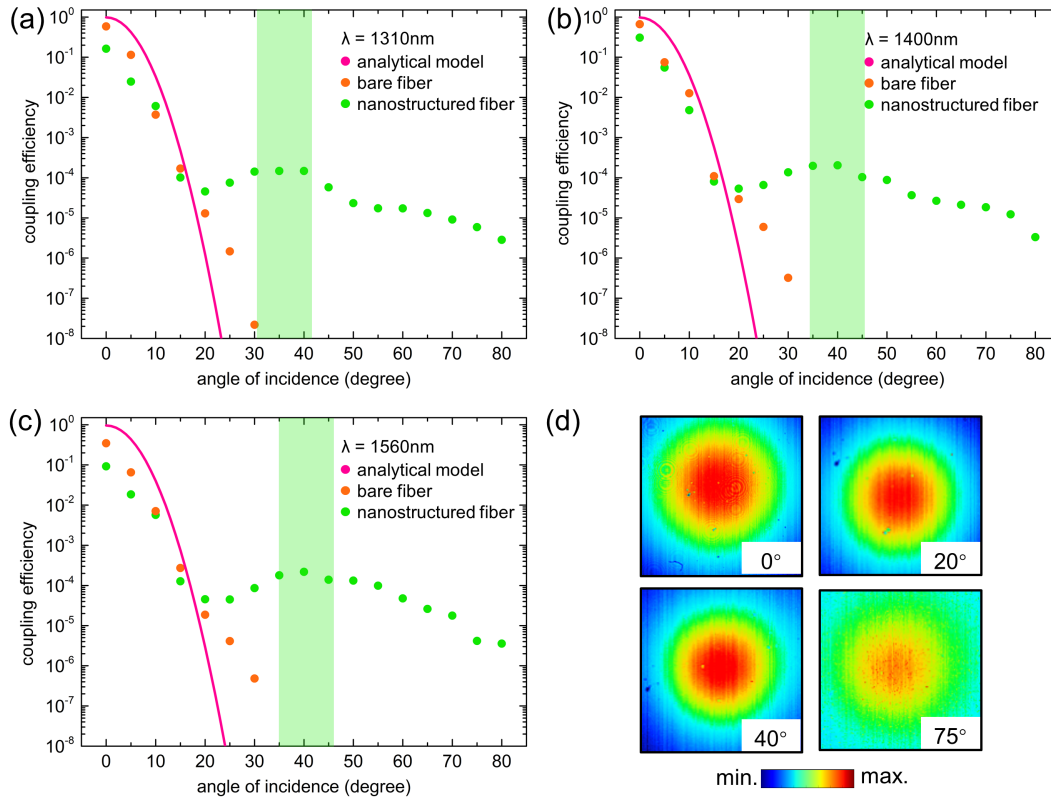 (a)
λ = 1310nm
analytical model
bare fiber
nanostructured fiber
coupling efficiency
10⁰
10⁻¹
10⁻²
10⁻³
10⁻⁴
10⁻⁵
10⁻⁶
10⁻⁷
10⁻⁸
0 10 20 30 40 50 60 70 80
angle of incidence (degree)
(b)
λ = 1400nm
analytical model
bare fiber
nanostructured fiber
coupling efficiency
10⁰
10⁻¹
10⁻²
10⁻³
10⁻⁴
10⁻⁵
10⁻⁶
10⁻⁷
10⁻⁸
0 10 20 30 40 50 60 70 80
angle of incidence (degree)
(c)
λ = 1560nm
analytical model
bare fiber
nanostructured fiber
coupling efficiency
10⁰
10⁻¹
10⁻²
10⁻³
10⁻⁴
10⁻⁵
10⁻⁶
10⁻⁷
10⁻⁸
0 10 20 30 40 50 60 70 80
angle of incidence (degree)
(d)
0°
20°
40°
75°
min. max.